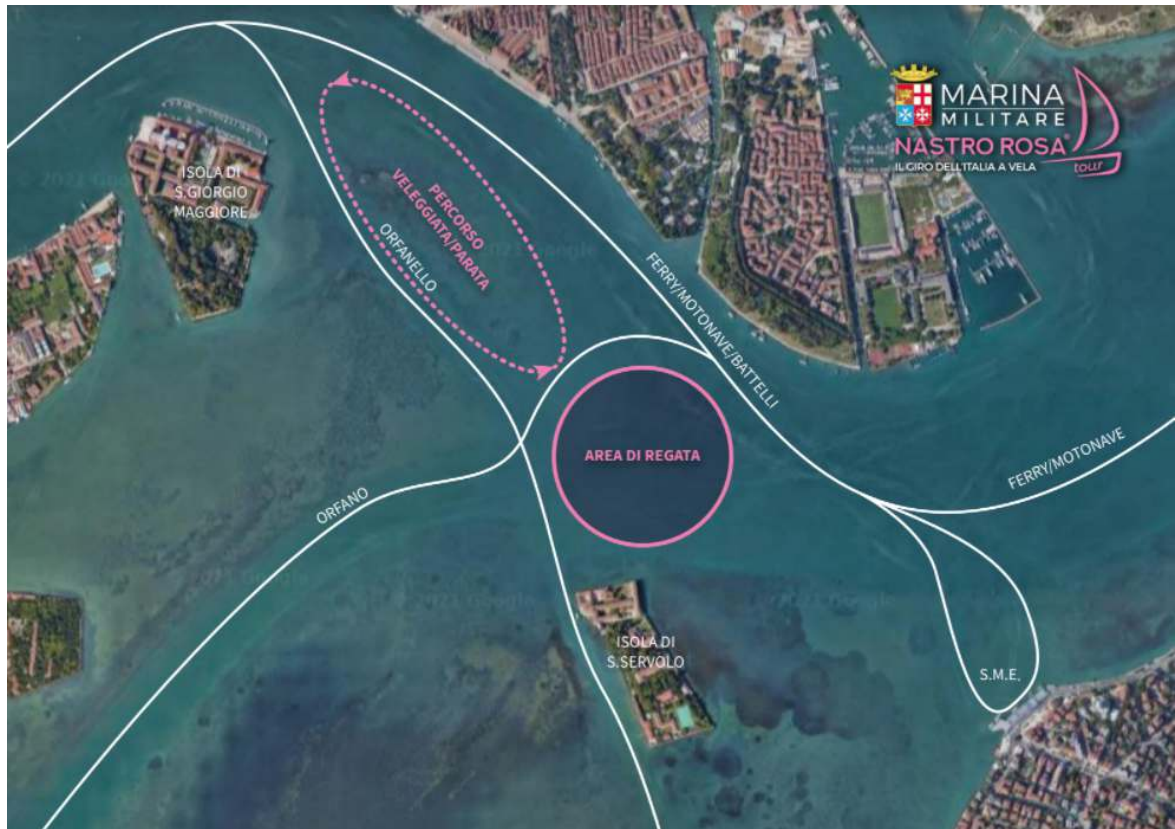 MARINA
MILITARE
NASTRO ROSA
IL GIRO DELL'ITALIA A VELA
tour
ISOLA DI
S.GIORGIO
MAGGIORE
PERCORSO
VELEGGIATA/PARATA
ORFANELLO
FERRY/MOTONAVE/BATTELLI
AREA DI REGATA
FERRY/MOTONAVE
ORFANO
ISOLA DI
S.SERVOLO
S.M.E.